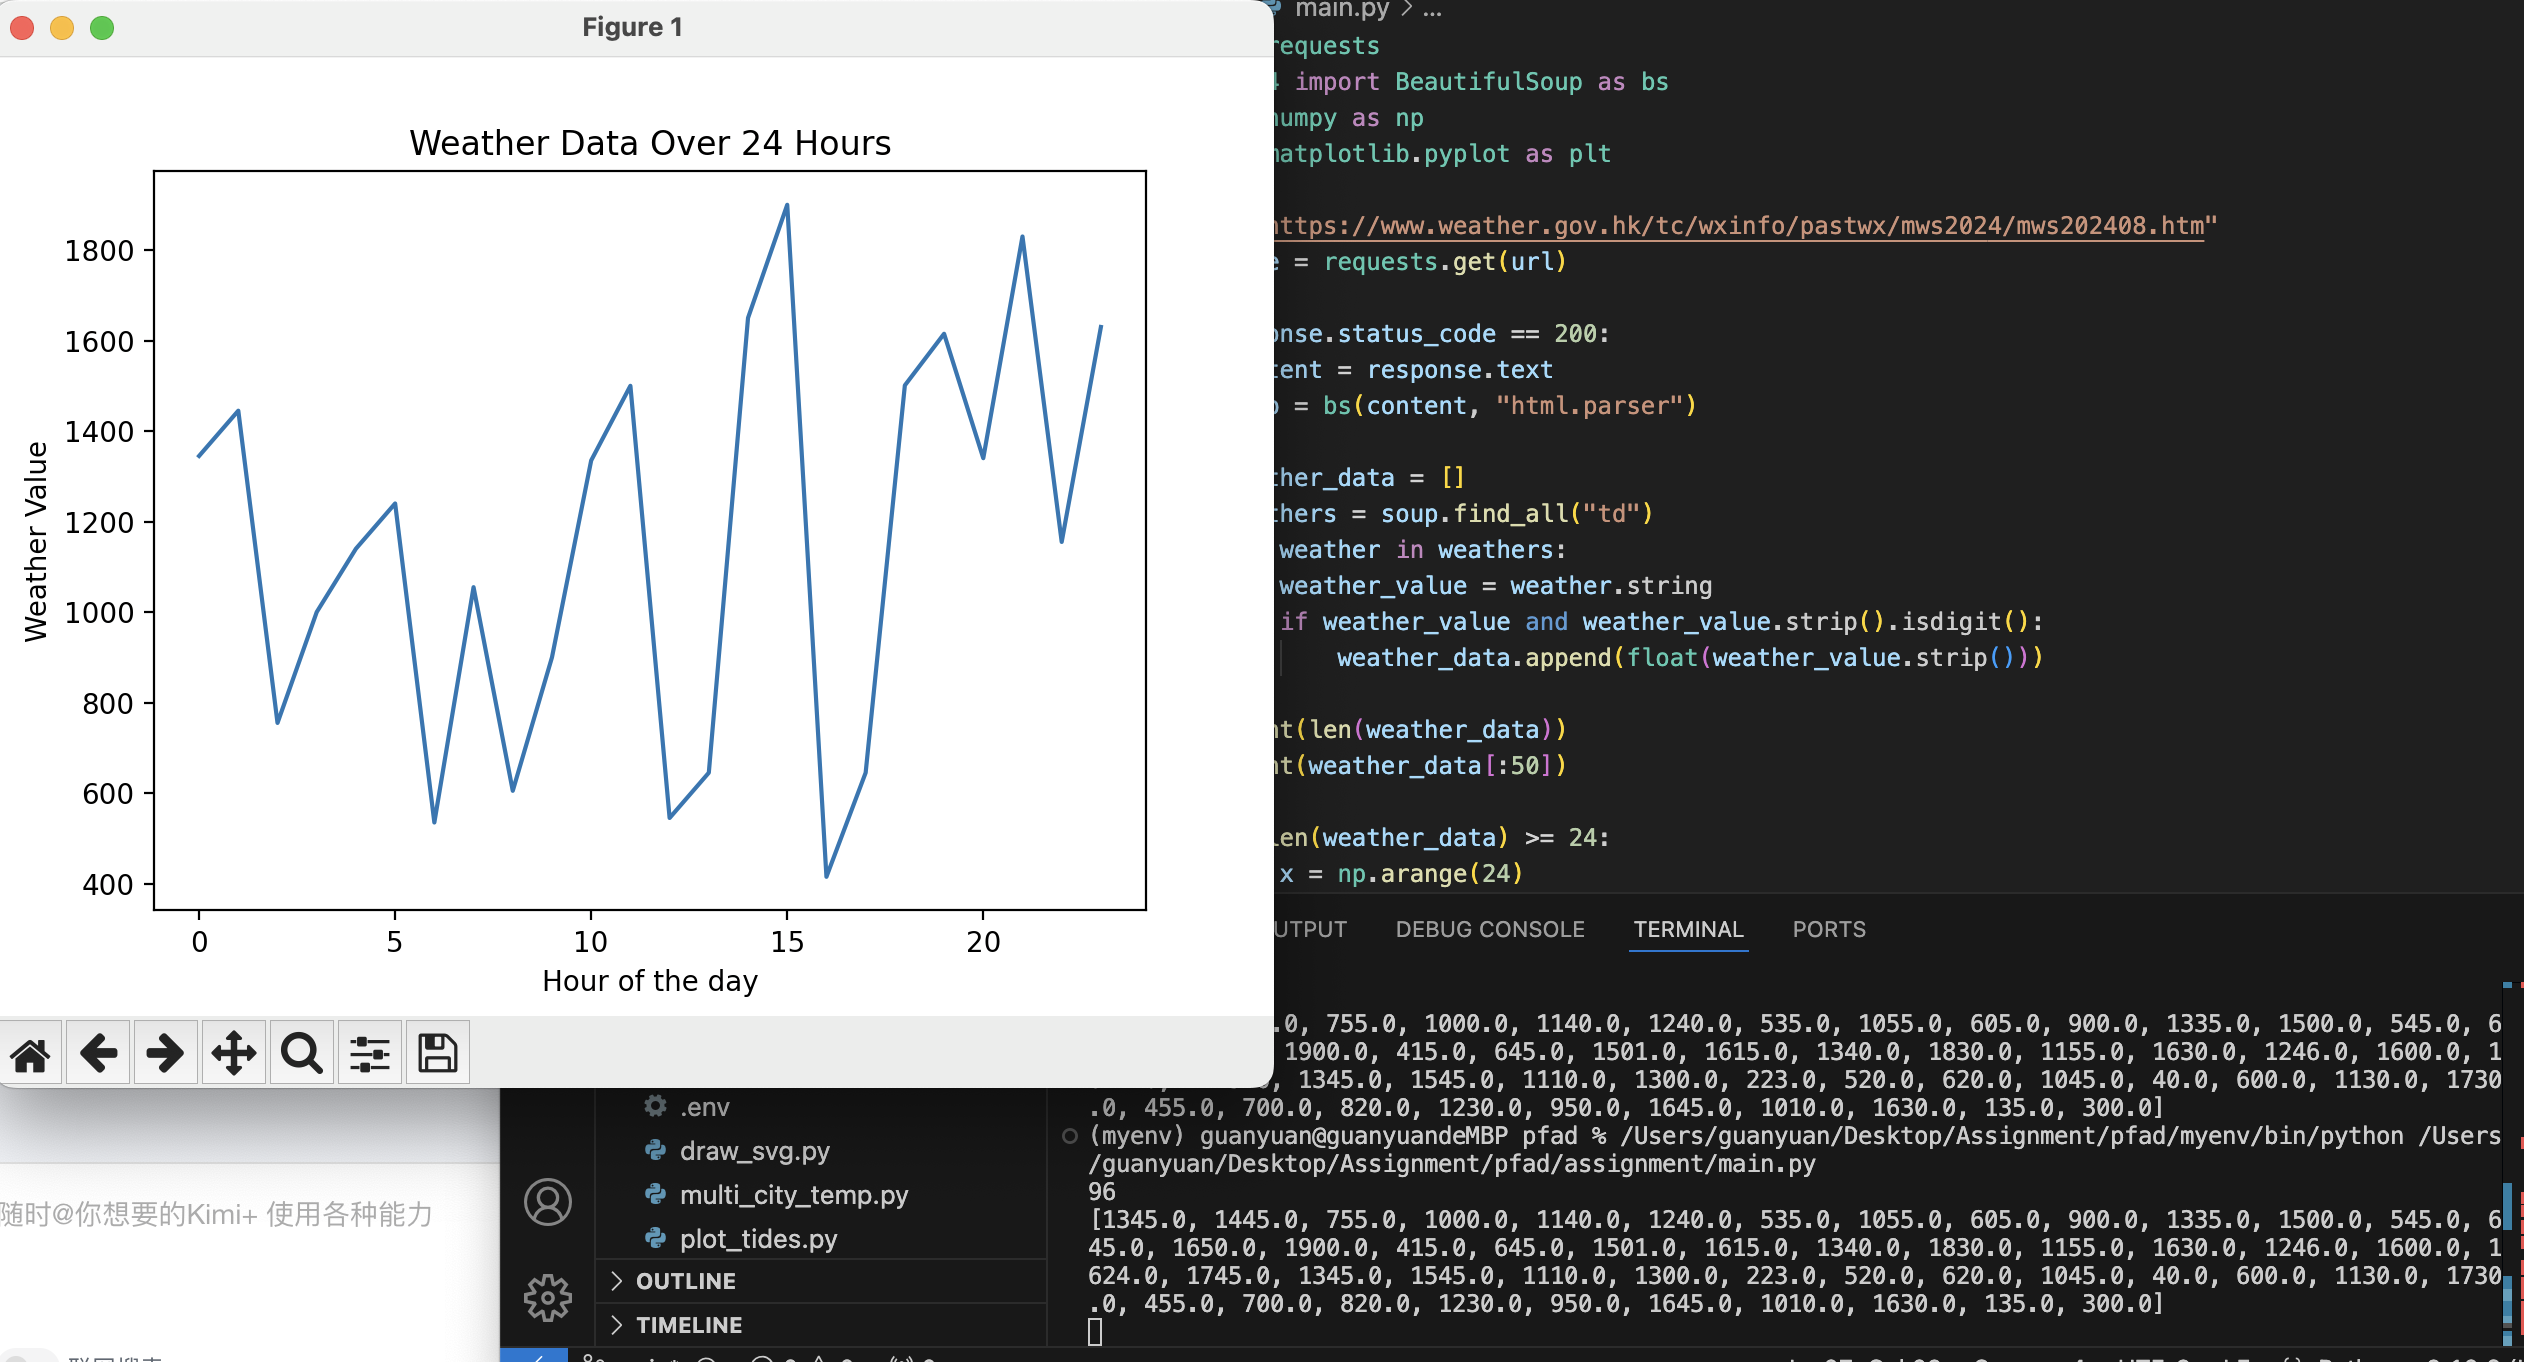 Figure 1
Weather Data Over 24 Hours
1800
1600
1400
1200
1000
800
600
400
Weather Value
0 5 10 15 20
Hour of the day
main.py > ...
requests
import BeautifulSoup as bs
numpy as np
matplotlib.pyplot as plt
https://www.weather.gov.hk/tc/wxinfo/pastwx/mws2024/mws202408.htm"
= requests.get(url)
onse.status_code == 200:
tent = response.text
= bs(content, "html.parser")
ther_data = []
thers = soup.find_all("td")
weather in weathers:
weather_value = weather.string
if weather_value and weather_value.strip().isdigit():
weather_data.append(float(weather_value.strip()))
nt(len(weather_data))
nt(weather_data[:50])
len(weather_data) >= 24:
x = np.arange(24)
UTPUT DEBUG CONSOLE TERMINAL PORTS
.0, 755.0, 1000.0, 1140.0, 1240.0, 535.0, 1055.0, 605.0, 900.0, 1335.0, 1500.0, 545.0, 6
1900.0, 415.0, 645.0, 1501.0, 1615.0, 1340.0, 1830.0, 1155.0, 1630.0, 1246.0, 1600.0, 1
, 1345.0, 1545.0, 1110.0, 1300.0, 223.0, 520.0, 620.0, 1045.0, 40.0, 600.0, 1130.0, 1730
.0, 455.0, 700.0, 820.0, 1230.0, 950.0, 1645.0, 1010.0, 1630.0, 135.0, 300.0]
(myenv) guanyuan@guanyuandeMBP pfad % /Users/guanyuan/Desktop/Assignment/pfad/myenv/bin/python /Users
/guanyuan/Desktop/Assignment/pfad/assignment/main.py
96
[1345.0, 1445.0, 755.0, 1000.0, 1140.0, 1240.0, 535.0, 1055.0, 605.0, 900.0, 1335.0, 1500.0, 545.0, 6
45.0, 1650.0, 1900.0, 415.0, 645.0, 1501.0, 1615.0, 1340.0, 1830.0, 1155.0, 1630.0, 1246.0, 1600.0, 1
624.0, 1745.0, 1345.0, 1545.0, 1110.0, 1300.0, 223.0, 520.0, 620.0, 1045.0, 40.0, 600.0, 1130.0, 1730
.0, 455.0, 700.0, 820.0, 1230.0, 950.0, 1645.0, 1010.0, 1630.0, 135.0, 300.0]
.env
draw_svg.py
multi_city_temp.py
plot_tides.py
OUTLINE
TIMELINE
随时@你想要的Kimi+ 使用各种能力